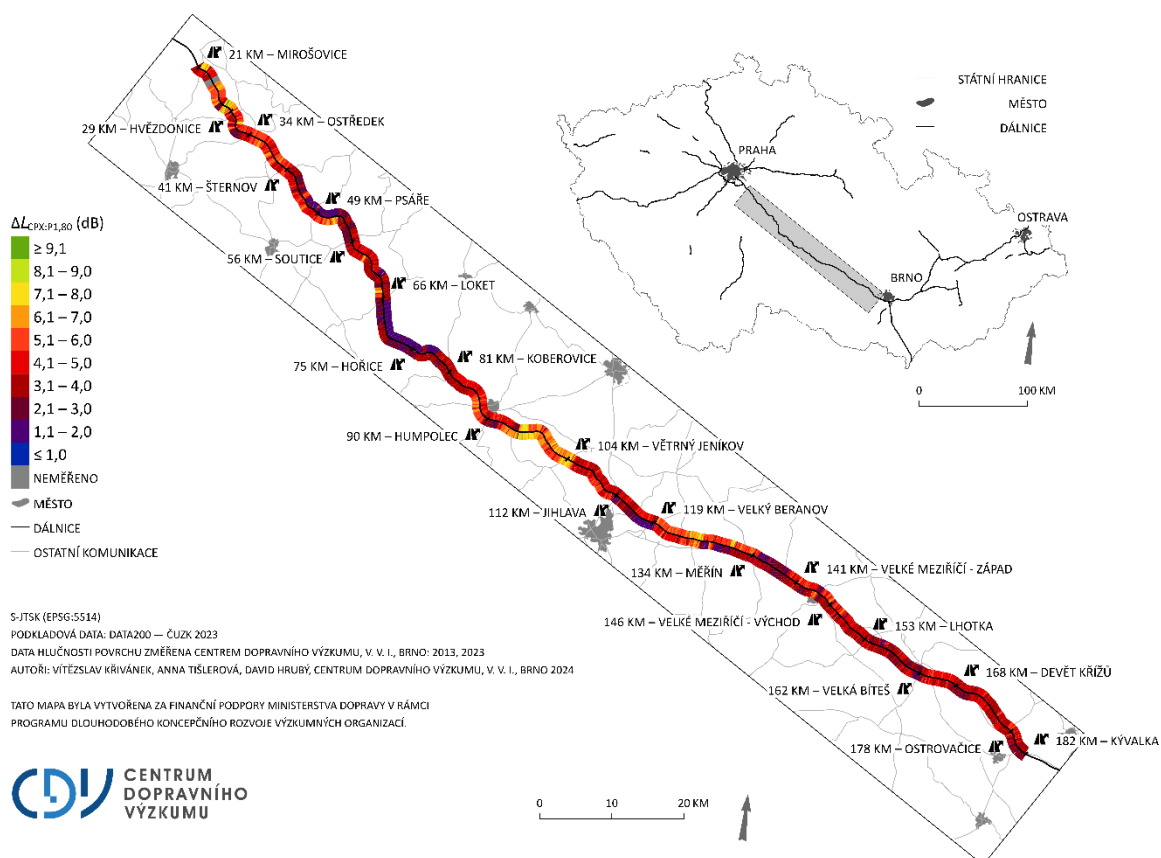 21 KM – MIROŠOVICE
34 KM – OSTŘEDEK
29 KM – HVĚZDONICE
41 KM – ŠTERNOV
49 KM – PSÁŘE
56 KM – SOUTICE
66 KM – LOKET
81 KM – KOBEROVICE
75 KM – HOŘICE
90 KM – HUMPOLEC
104 KM – VĚTRNÝ JENÍKOV
112 KM – JIHLAVA
119 KM – VELKÝ BERANOV
134 KM – MĚŘÍN
141 KM – VELKÉ MEZIŘÍČÍ - ZÁPAD
146 KM – VELKÉ MEZIŘÍČÍ - VÝCHOD
153 KM – LHOTKA
168 KM – DEVĚT KŘÍŽŮ
162 KM – VELKÁ BÍTEŠ
178 KM – OSTROVAČICE
182 KM – KÝVALKA
STÁTNÍ HRANICE
MĚSTO
DÁLNICE
PRAHA
OSTRAVA
BRNO
0 100 KM
ΔL_CPX:P1,80 (dB)
≥ 9,1
8,1 – 9,0
7,1 – 8,0
6,1 – 7,0
5,1 – 6,0
4,1 – 5,0
3,1 – 4,0
2,1 – 3,0
1,1 – 2,0
≤ 1,0
NEMĚŘENO
MĚSTO
DÁLNICE
OSTATNÍ KOMUNIKACE
S-JTSK (EPSG:5514)
PODKLADOVÁ DATA: DATA200 — ČUZK 2023
DATA HLUČNOSTI POVRCHU ZMĚŘENA CENTREM DOPRAVNÍHO VÝZKUMU, V. V. I., BRNO: 2013, 2023
AUTOŘI: VÍTĚZSLAV KŘIVÁNEK, ANNA TIŠLEROVÁ, DAVID HRUBÝ, CENTRUM DOPRAVNÍHO VÝZKUMU, V. V. I., BRNO 2024
TATO MAPA BYLA VYTVOŘENA ZA FINANČNÍ PODPORY MINISTERSTVA DOPRAVY V RÁMCI
PROGRAMU DLOUHODOBÉHO KONCEPČNÍHO ROZVOJE VÝZKUMNÝCH ORGANIZACÍ.
CDV
CENTRUM
DOPRAVNÍHO
VÝZKUMU
0 10 20 KM